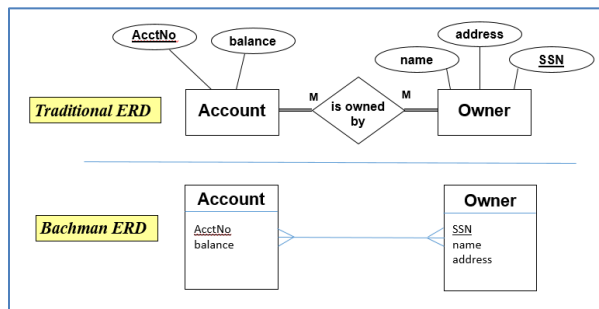 AcctNo
balance
name
address
SSN
Traditional ERD
Account
M
is owned
by
M
Owner
Bachman ERD
Account
AcctNo
balance
Owner
SSN
name
address